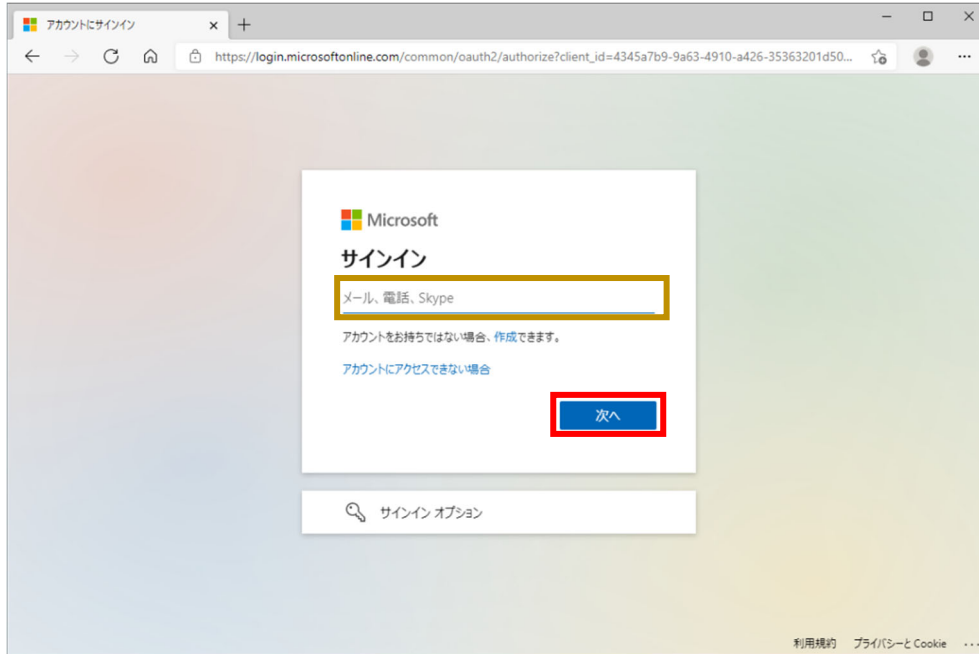 アカウントにサインイン
https://login.microsoftonline.com/common/oauth2/authorize?client_id=4345a7b9-9a63-4910-a426-35363201d50...
Microsoft
サインイン
メール、電話、Skype
アカウントをお持ちではない場合、作成できます。
アカウントにアクセスできない場合
次へ
サインイン オプション
利用規約 プライバシーと Cookie ...